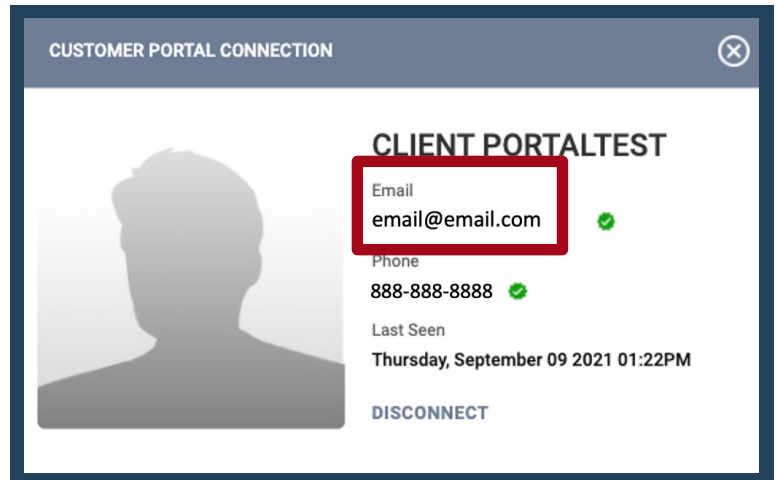 CUSTOMER PORTAL CONNECTION
CLIENT PORTALTEST
Email
email@email.com
Phone
888-888-8888
Last Seen
Thursday, September 09 2021 01:22PM
DISCONNECT